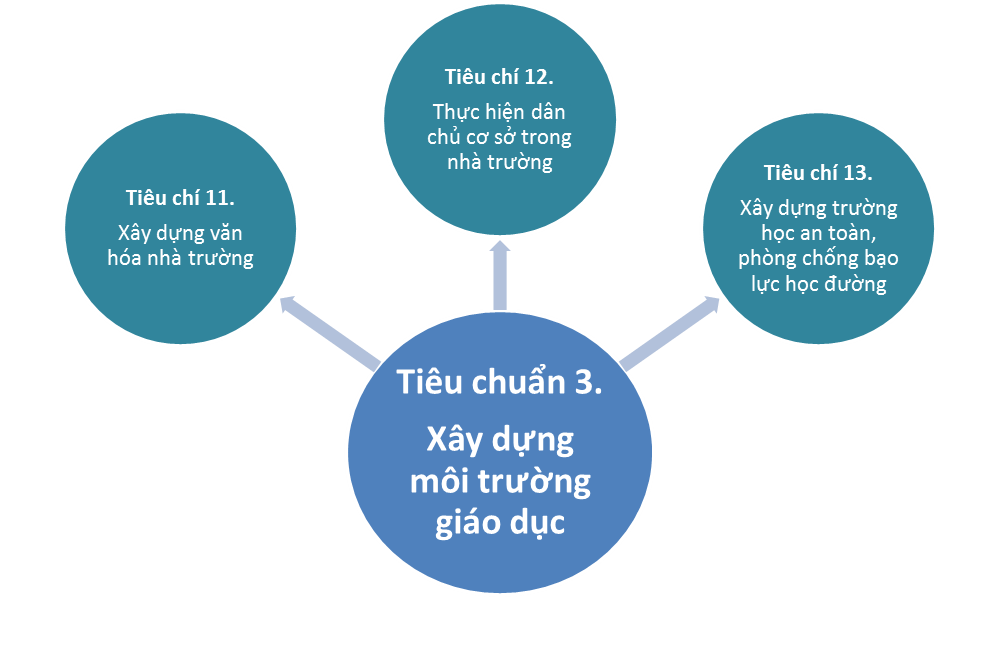 Tiêu chí 12.
Thực hiện dân
chủ cơ sở trong
nhà trường
Tiêu chí 11.
Xây dựng văn
hóa nhà trường
Tiêu chí 13.
Xây dựng trường
học an toàn,
phòng chống bạo
lực học đường
Tiêu chuẩn 3.
Xây dựng
môi trường
giáo dục